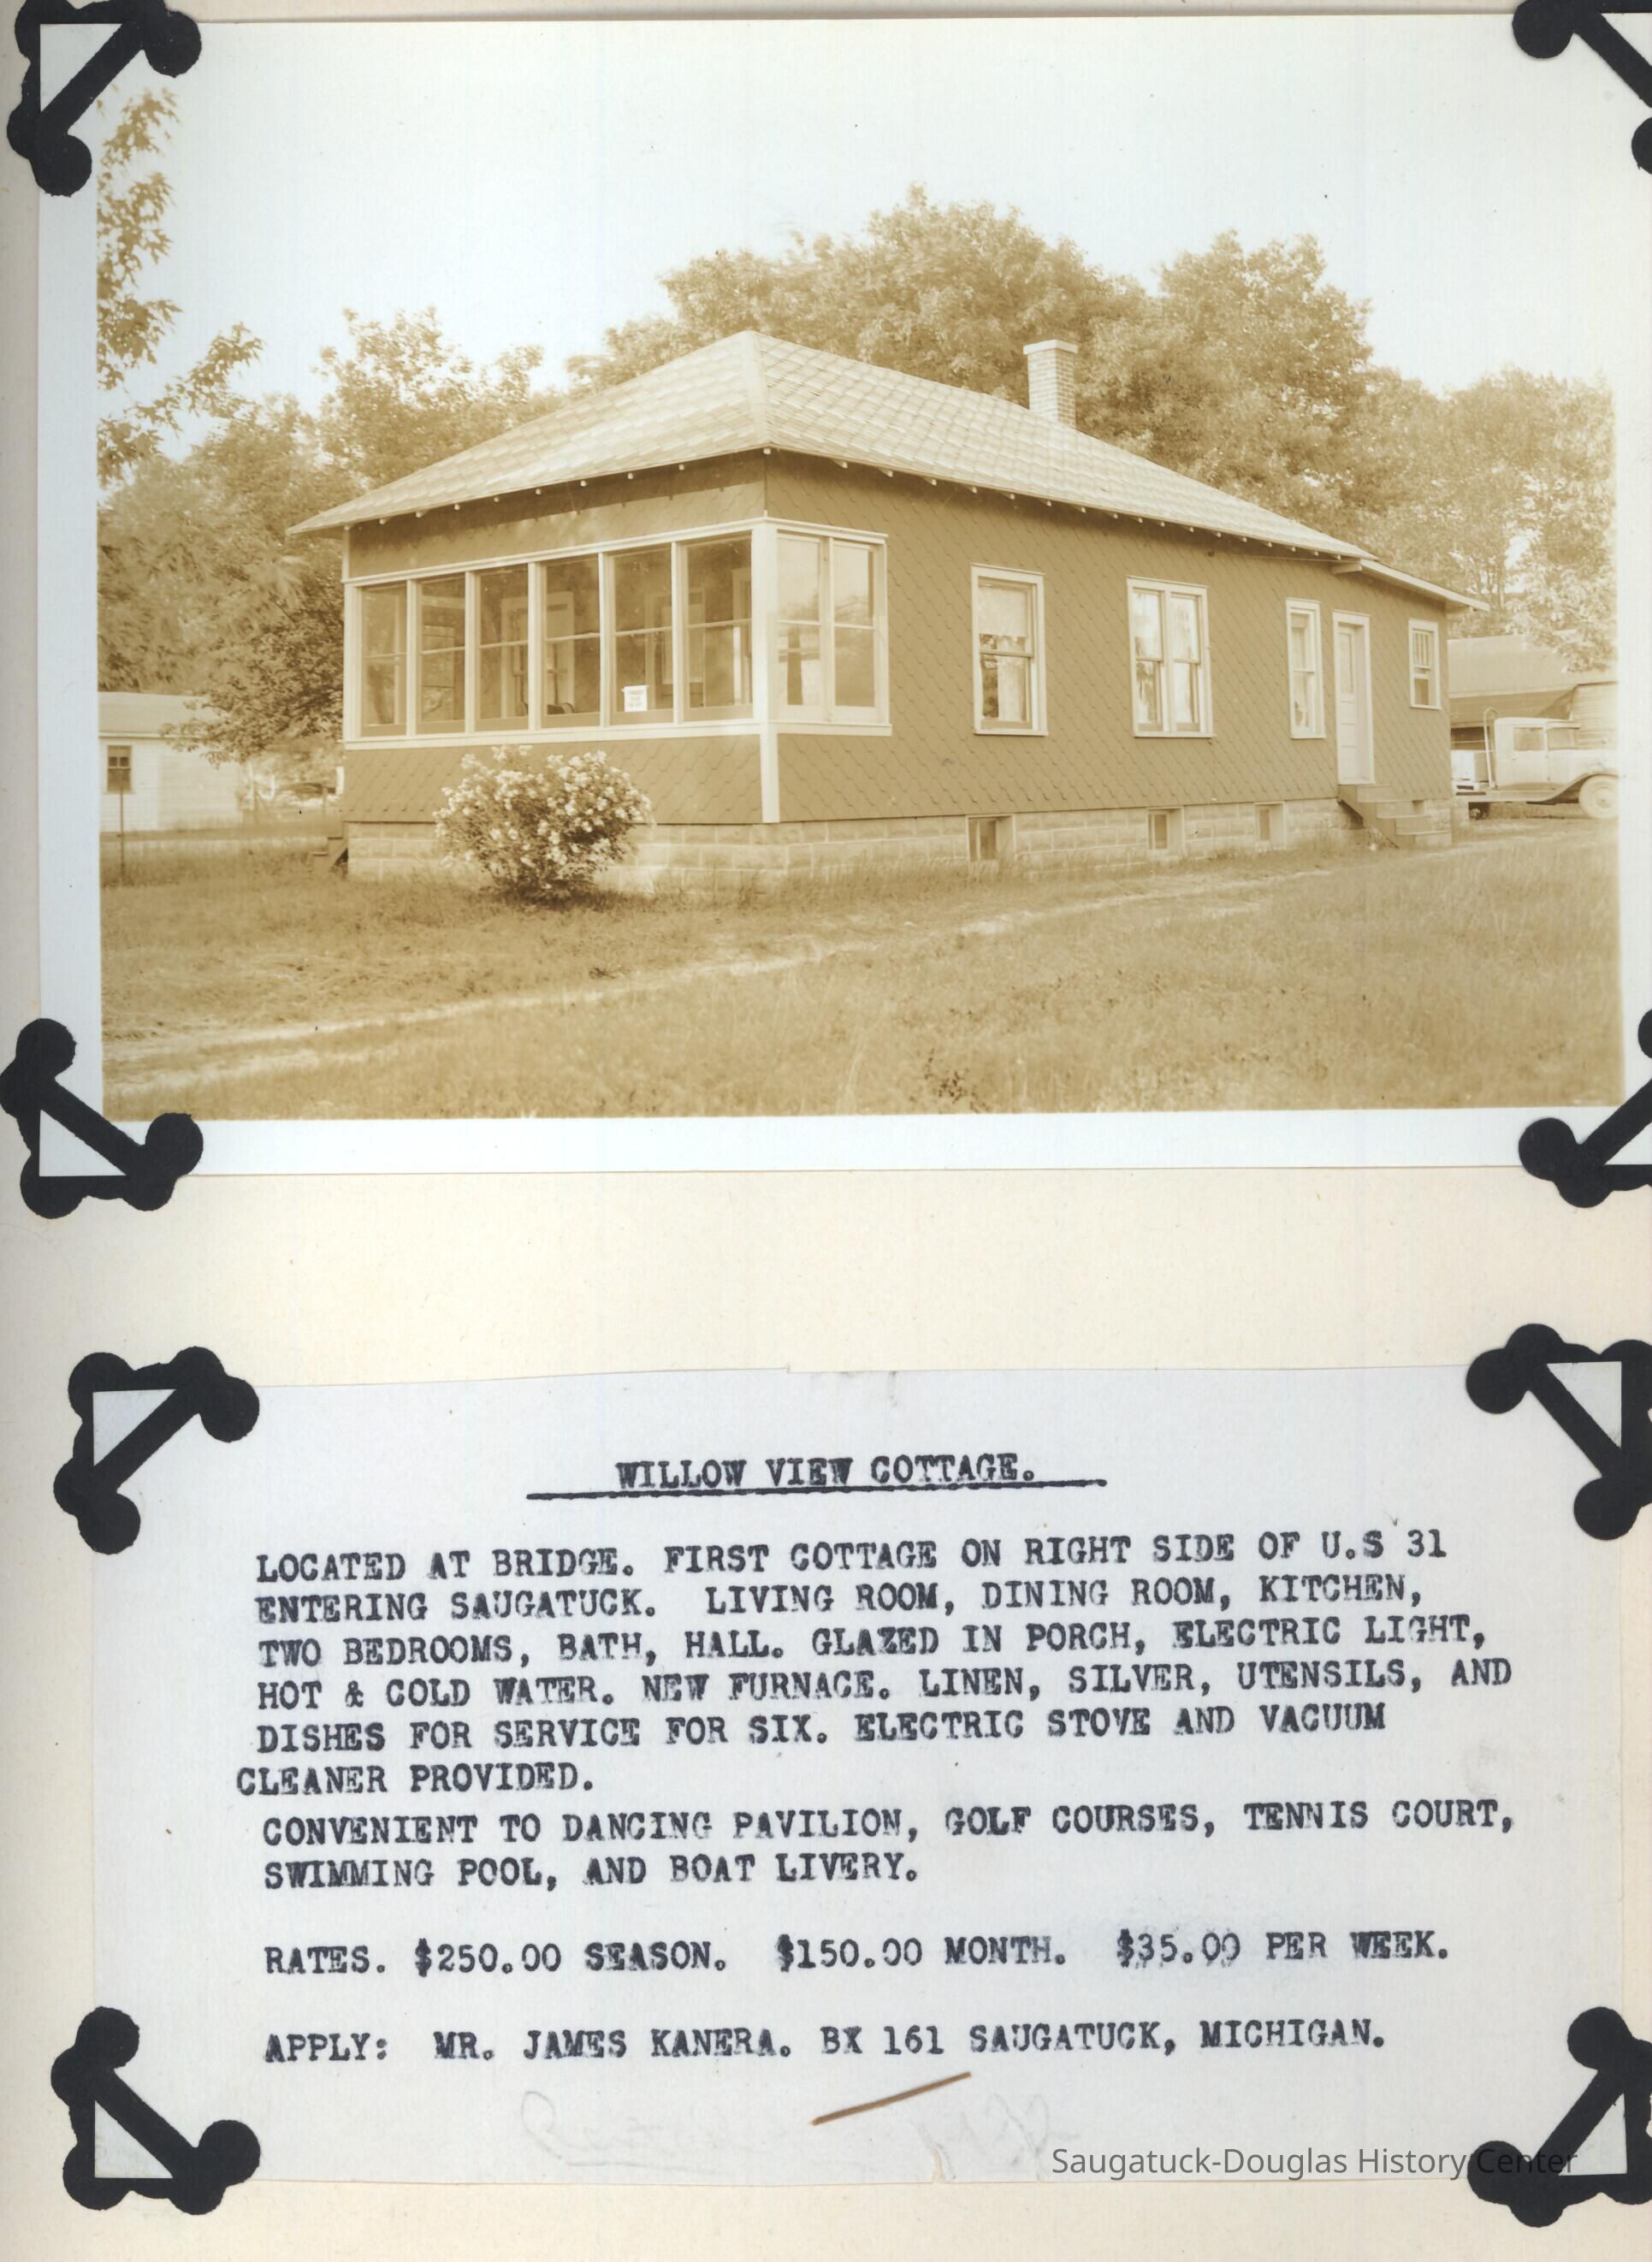 WILLOW VIEW COTTAGE.
LOCATED AT BRIDGE. FIRST COTTAGE ON RIGHT SIDE OF U.S 31
ENTERING SAUGATUCK. LIVING ROOM, DINING ROOM, KITCHEN,
TWO BEDROOMS, BATH, HALL. GLAZED IN PORCH, ELECTRIC LIGHT,
HOT & COLD WATER. NEW FURNACE. LINEN, SILVER, UTENSILS, AND
DISHES FOR SERVICE FOR SIX. ELECTRIC STOVE AND VACUUM
CLEANER PROVIDED.
CONVENIENT TO DANCING PAVILION, GOLF COURSES, TENNIS COURT,
SWIMMING POOL, AND BOAT LIVERY.
RATES. $250.00 SEASON. $150.00 MONTH. $35.00 PER WEEK.
APPLY: MR. JAMES KANERA. BX 161 SAUGATUCK, MICHIGAN.
Saugatuck-Douglas History Center